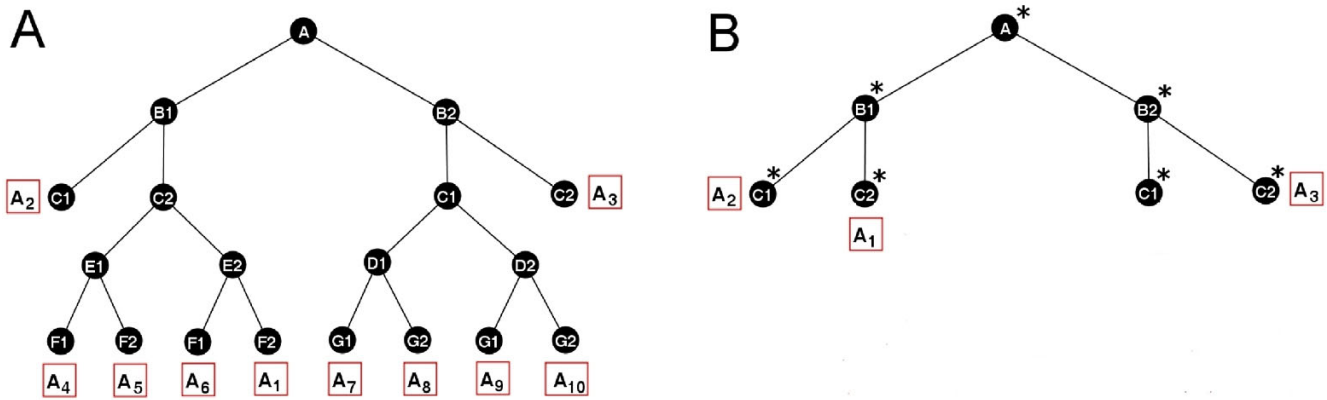 A B
A *
A
B1 B2
B1 * B2 *
A₂ C1 C2 C1 C2 A₃
A₂ C1 * C2 * C1 * C2 * A₃
A₁
E1 E2 D1 D2
F1 F2 F1 F2 G1 G2 G1 G2
A₄ A₅ A₆ A₁ A₇ A₈ A₉ A₁₀